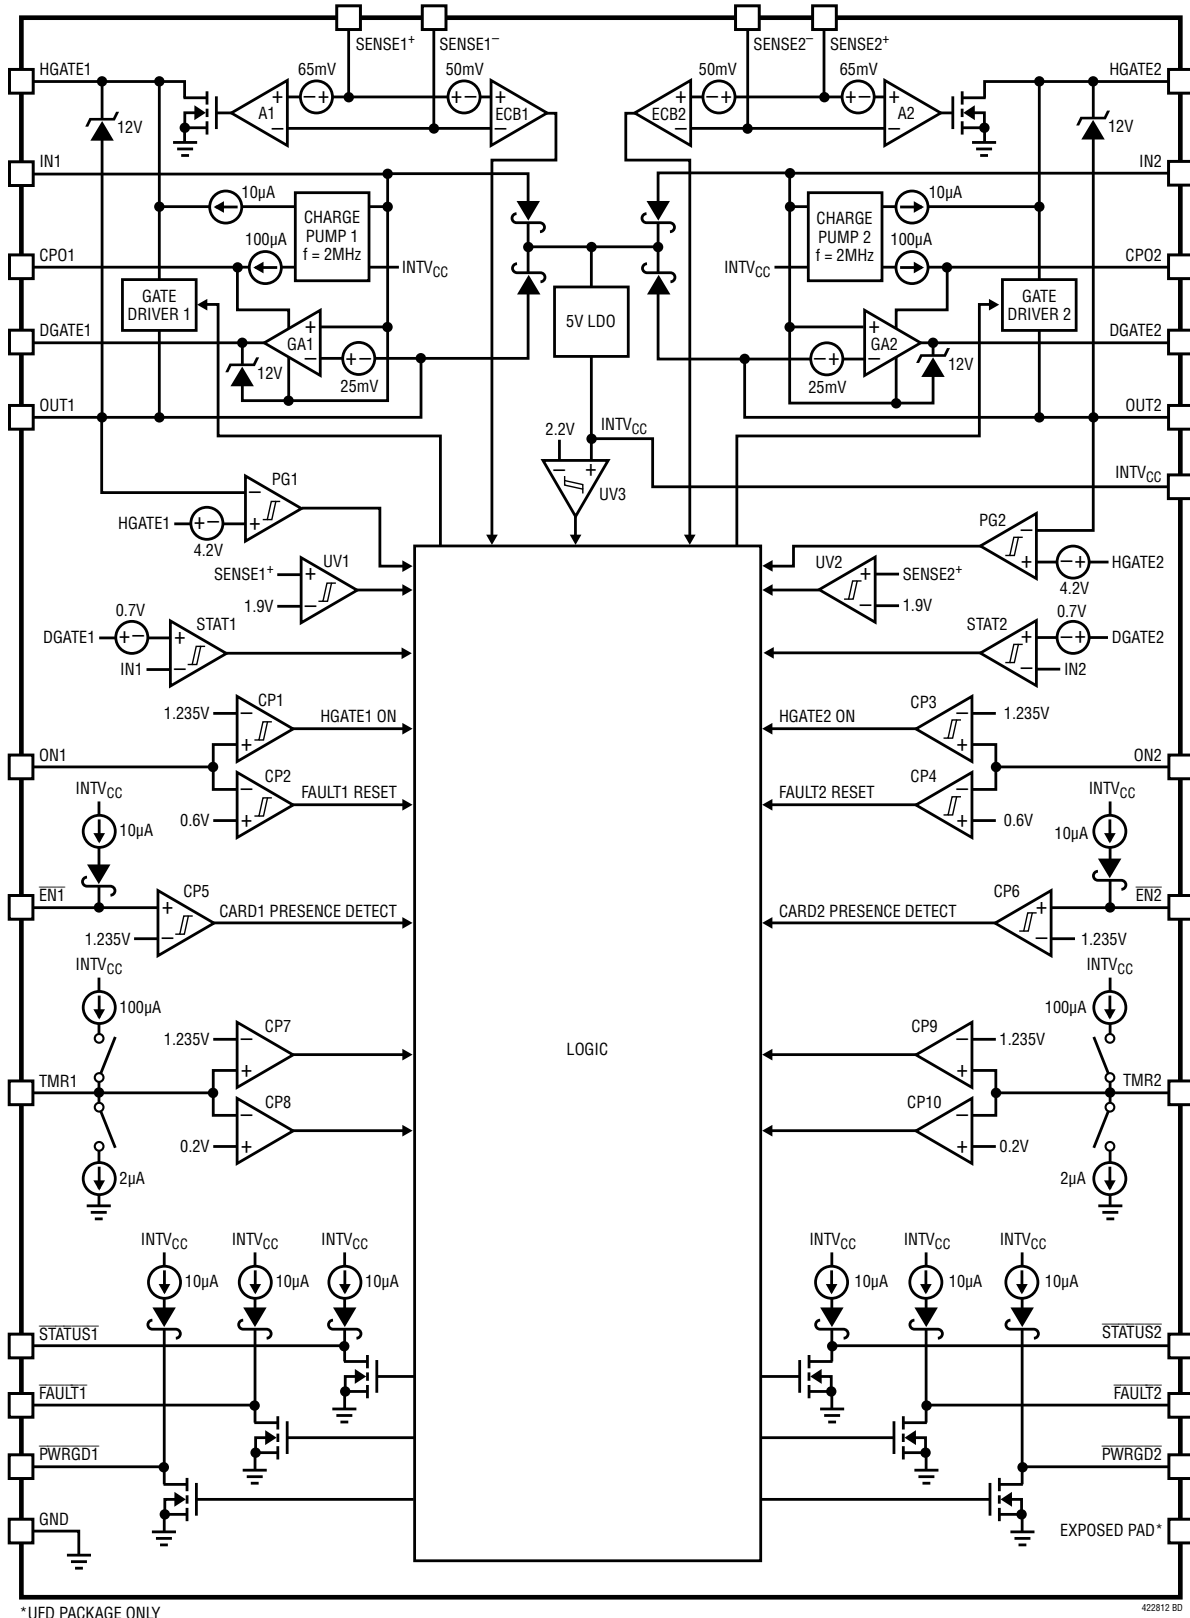 SENSE1+
SENSE1–
SENSE2–
SENSE2+
HGATE1
65mV
50mV
50mV
65mV
HGATE2
+
–
A1
– +
+ –
+
–
ECB1
+
–
ECB2
– +
+ –
+
–
A2
12V
12V
IN1
IN2
10µA
CHARGE
PUMP 1
f = 2MHz
100µA
INTVCC
CHARGE
PUMP 2
f = 2MHz
10µA
100µA
INTVCC
CPO1
CPO2
GATE
DRIVER 1
5V LDO
GATE
DRIVER 2
DGATE1
DGATE2
+
–
GA1
+ –
25mV
12V
+
–
GA2
– +
25mV
12V
OUT1
OUT2
2.2V
INTVCC
– +
UV3
INTVCC
PG1
–
+
HGATE1
+ –
4.2V
PG2
–
+
– +
HGATE2
4.2V
UV1
SENSE1+
+
1.9V
–
UV2
+
SENSE2+
–
1.9V
0.7V
STAT1
DGATE1
+ –
+
IN1
–
0.7V
STAT2
+
– +
DGATE2
–
IN2
CP1
1.235V
–
+
HGATE1 ON
HGATE2 ON
CP3
–
1.235V
+
ON1
ON2
CP2
–
0.6V
+
FAULT1 RESET
FAULT2 RESET
CP4
–
+
0.6V
INTVCC
10µA
INTVCC
10µA
EN1
EN2
CP5
+
1.235V
–
CARD1 PRESENCE DETECT
CARD2 PRESENCE DETECT
CP6
+
–
1.235V
INTVCC
100µA
INTVCC
100µA
CP7
1.235V
–
+
CP9
–
1.235V
+
LOGIC
TMR1
TMR2
CP8
–
0.2V
+
CP10
–
+
0.2V
2µA
2µA
INTVCC
INTVCC
INTVCC
INTVCC
INTVCC
INTVCC
10µA
10µA
10µA
10µA
10µA
10µA
STATUS1
STATUS2
FAULT1
FAULT2
PWRGD1
PWRGD2
GND
EXPOSED PAD*
*UFD PACKAGE ONLY
422812 BD